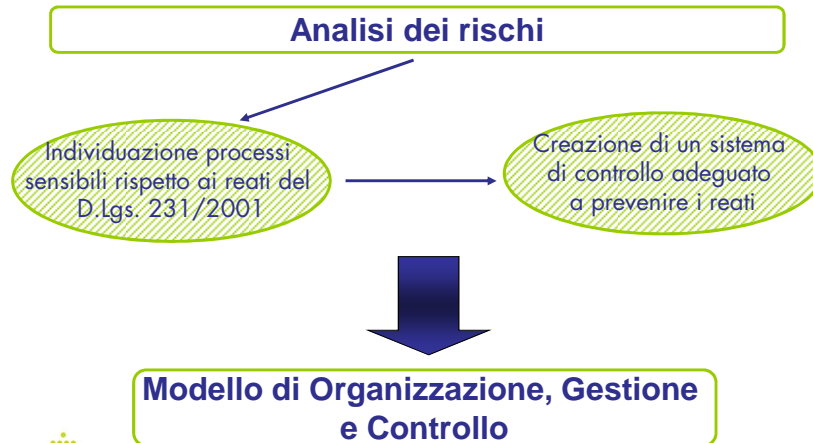 Analisi dei rischi
Individuazione processi
sensibili rispetto ai reati del
D.Lgs. 231/2001
Creazione di un sistema
di controllo adeguato
a prevenire i reati
Modello di Organizzazione, Gestione
e Controllo